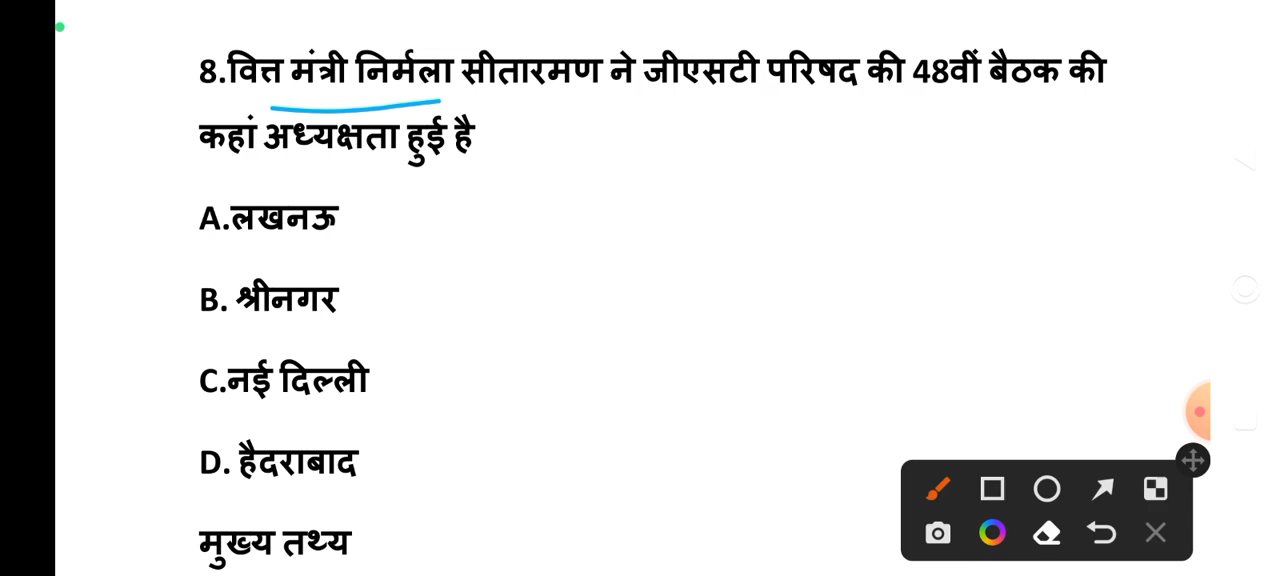 8.वित्त मंत्री निर्मला सीतारमण ने जीएसटी परिषद की 48वीं बैठक की
कहां अध्यक्षता हुई है
A.लखनऊ
B. श्रीनगर
C.नई दिल्ली
D. हैदराबाद
मुख्य तथ्य